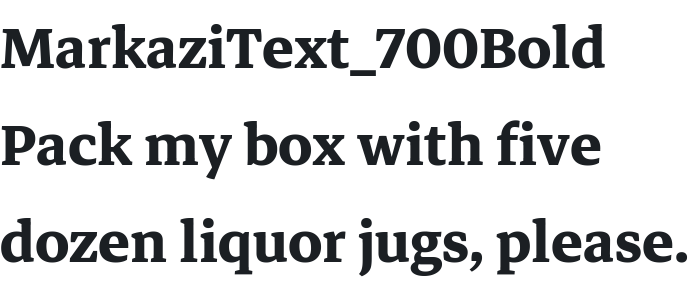 MarkaziText_700Bold
Pack my box with five
dozen liquor jugs, please.